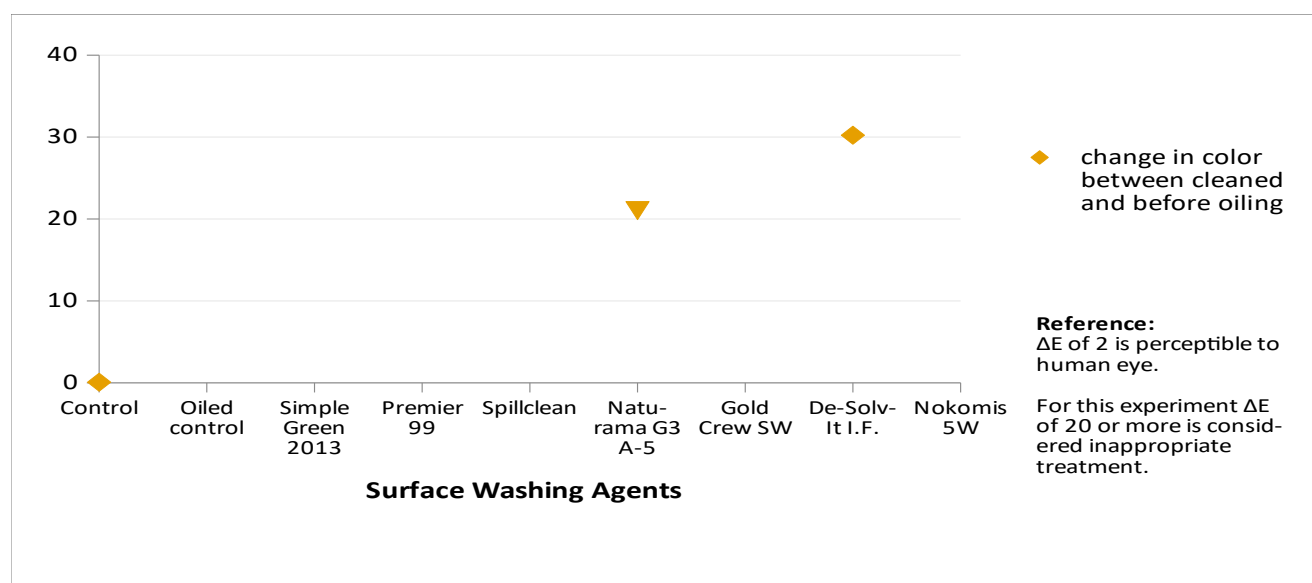 40
30
20
10
0
Control
Oiled
control
Simple
Green
2013
Premier
99
Spillclean
Natu-
rama G3
A-5
Gold
Crew SW
De-Solv-
It I.F.
Nokomis
5W
Surface Washing Agents
change in color
between cleaned
and before oiling
Reference:
ΔE of 2 is perceptible to
human eye.
For this experiment ΔE
of 20 or more is consid-
ered inappropriate
treatment.